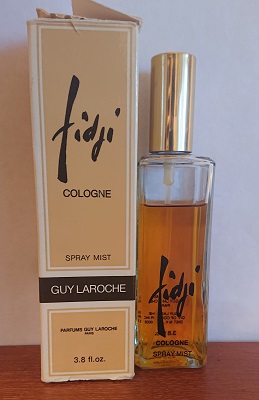 fidji
COLOGNE
SPRAY MIST
GUY LAROCHE
PARFUMS GUY LAROCHE
PARIS
3.8 fl.oz.
fidji
COLOGNE
SPRAY MIST